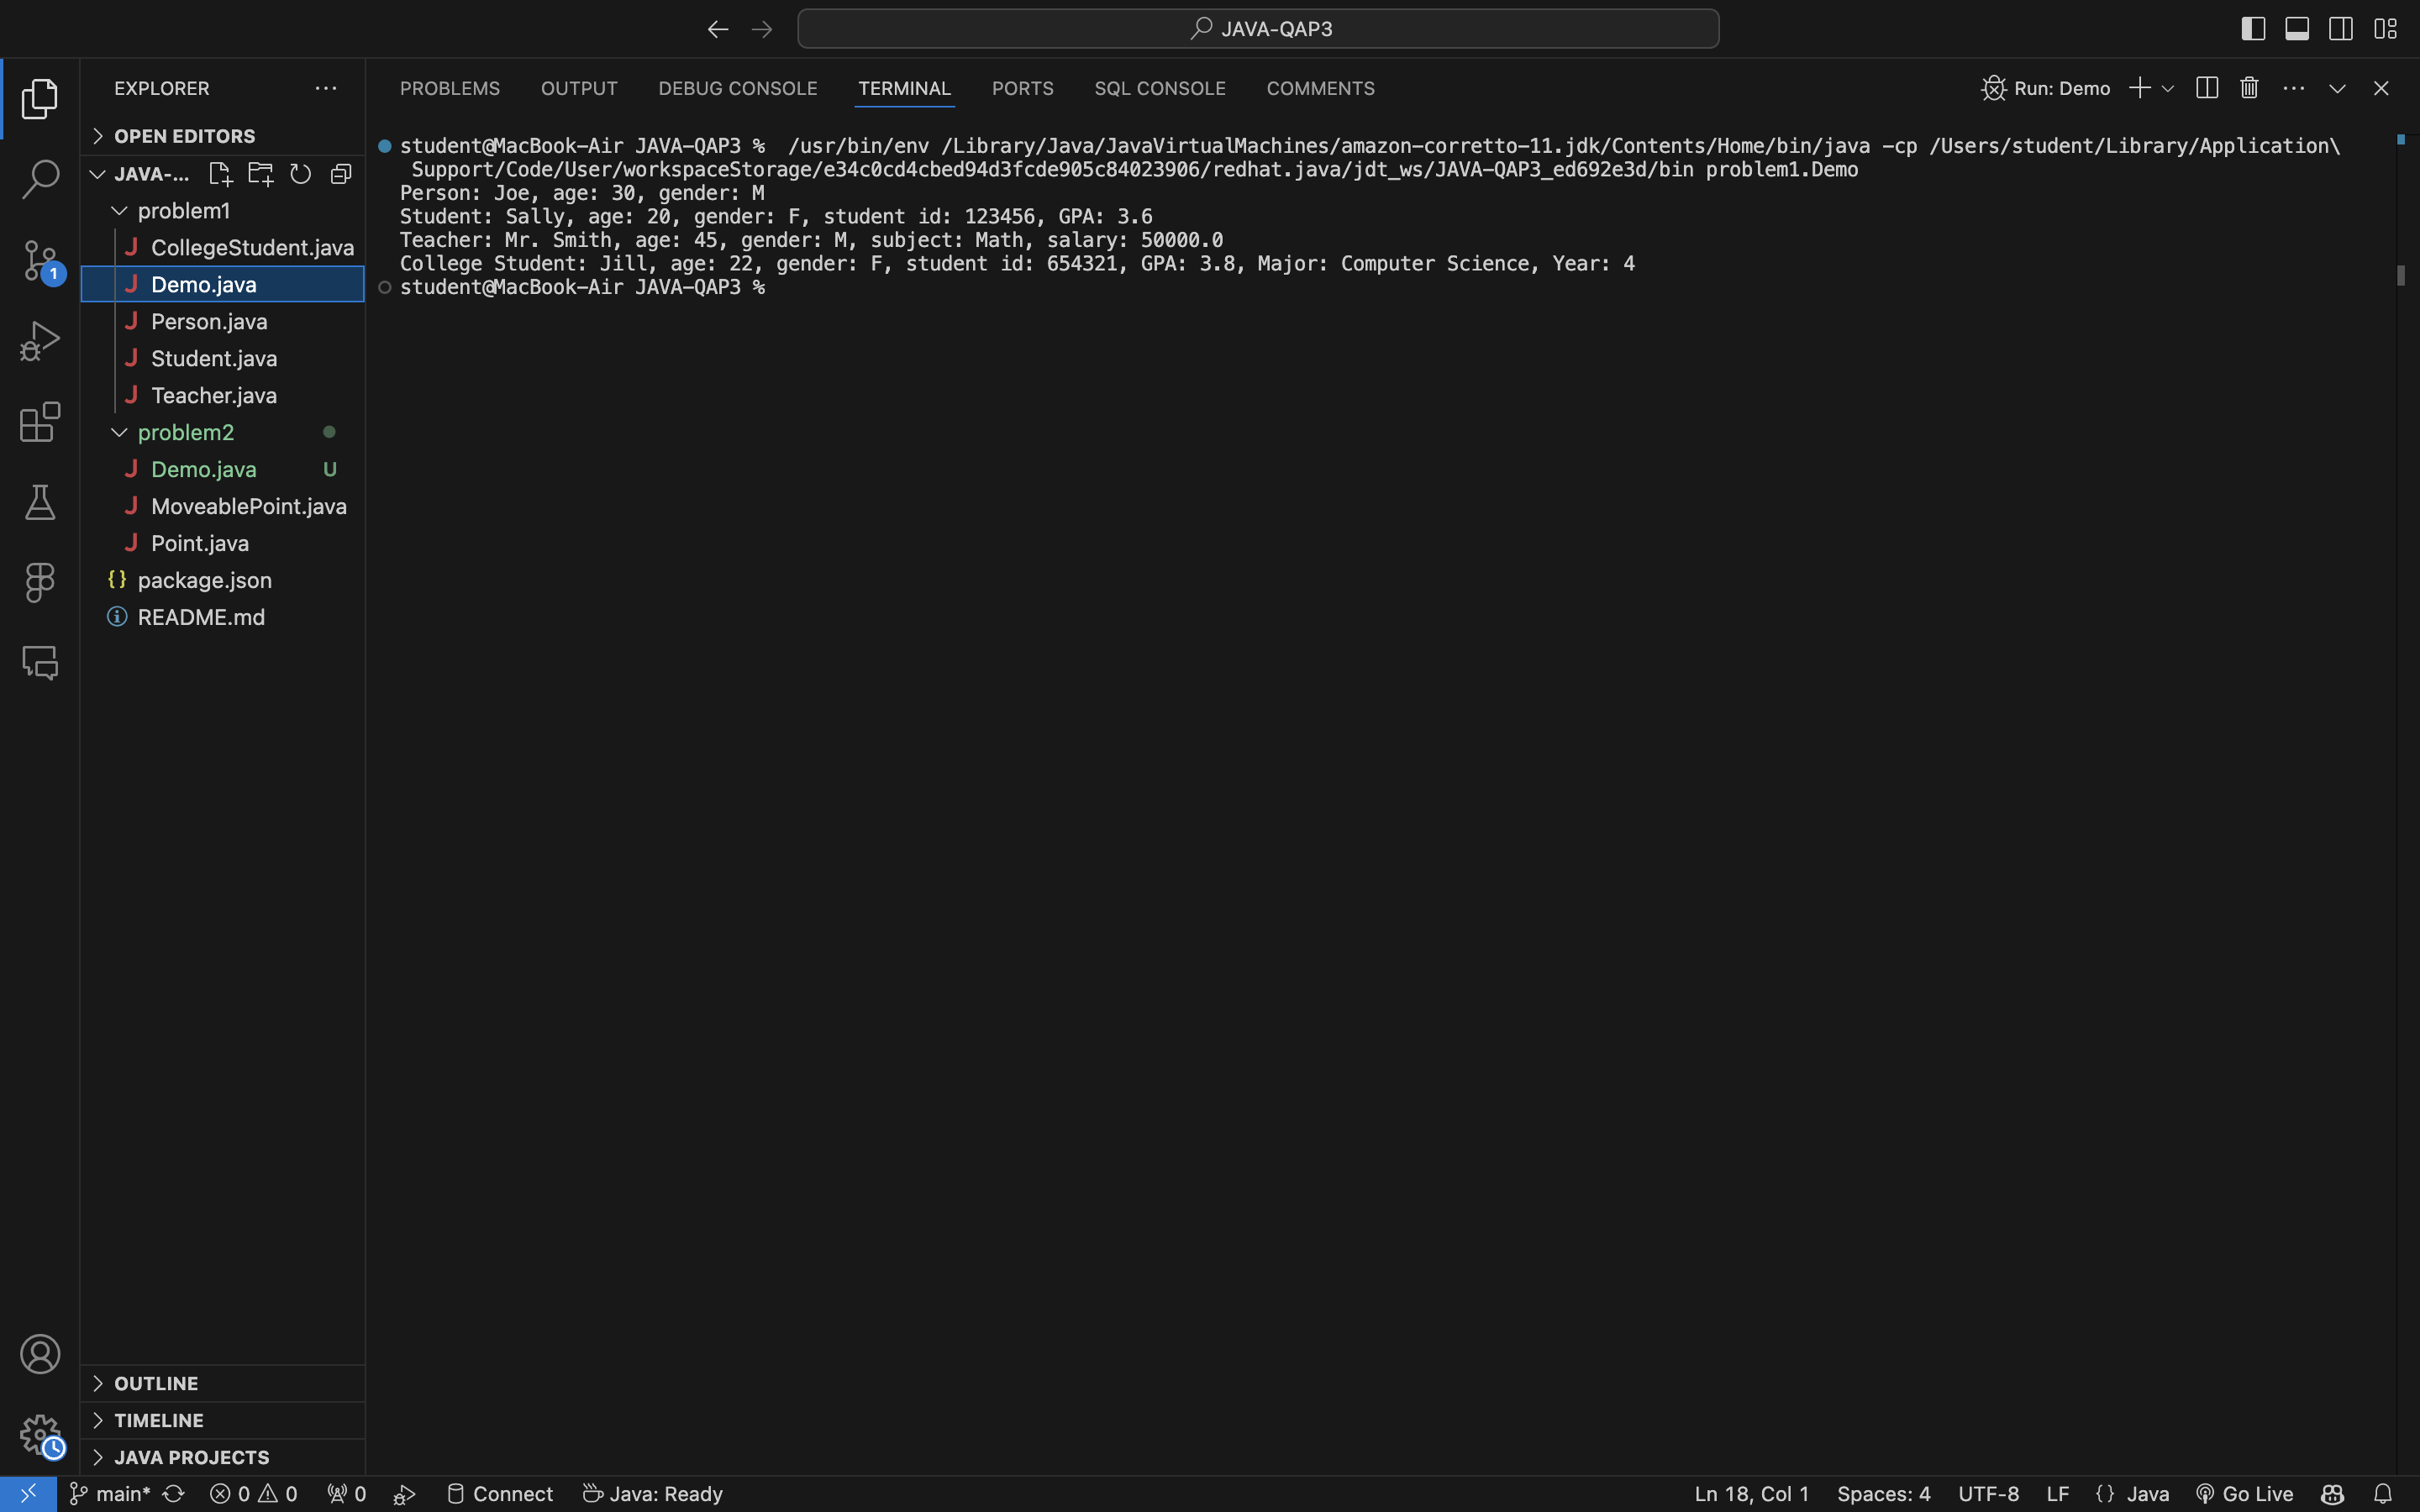 JAVA-QAP3
EXPLORER
OPEN EDITORS
JAVA-...
problem1
CollegeStudent.java
Demo.java
Person.java
Student.java
Teacher.java
problem2
Demo.java U
MoveablePoint.java
Point.java
package.json
README.md
OUTLINE
TIMELINE
JAVA PROJECTS
1
PROBLEMS OUTPUT DEBUG CONSOLE TERMINAL PORTS SQL CONSOLE COMMENTS
Run: Demo
student@MacBook-Air JAVA-QAP3 %  /usr/bin/env /Library/Java/JavaVirtualMachines/amazon-corretto-11.jdk/Contents/Home/bin/java -cp /Users/student/Library/Application\
Support/Code/User/workspaceStorage/e34c0cd4cbed94d3fcde905c84023906/redhat.java/jdt_ws/JAVA-QAP3_ed692e3d/bin problem1.Demo
Person: Joe, age: 30, gender: M
Student: Sally, age: 20, gender: F, student id: 123456, GPA: 3.6
Teacher: Mr. Smith, age: 45, gender: M, subject: Math, salary: 50000.0
College Student: Jill, age: 22, gender: F, student id: 654321, GPA: 3.8, Major: Computer Science, Year: 4
student@MacBook-Air JAVA-QAP3 %
main* 0 0 0 Connect Java: Ready Ln 18, Col 1 Spaces: 4 UTF-8 LF {} Java Go Live